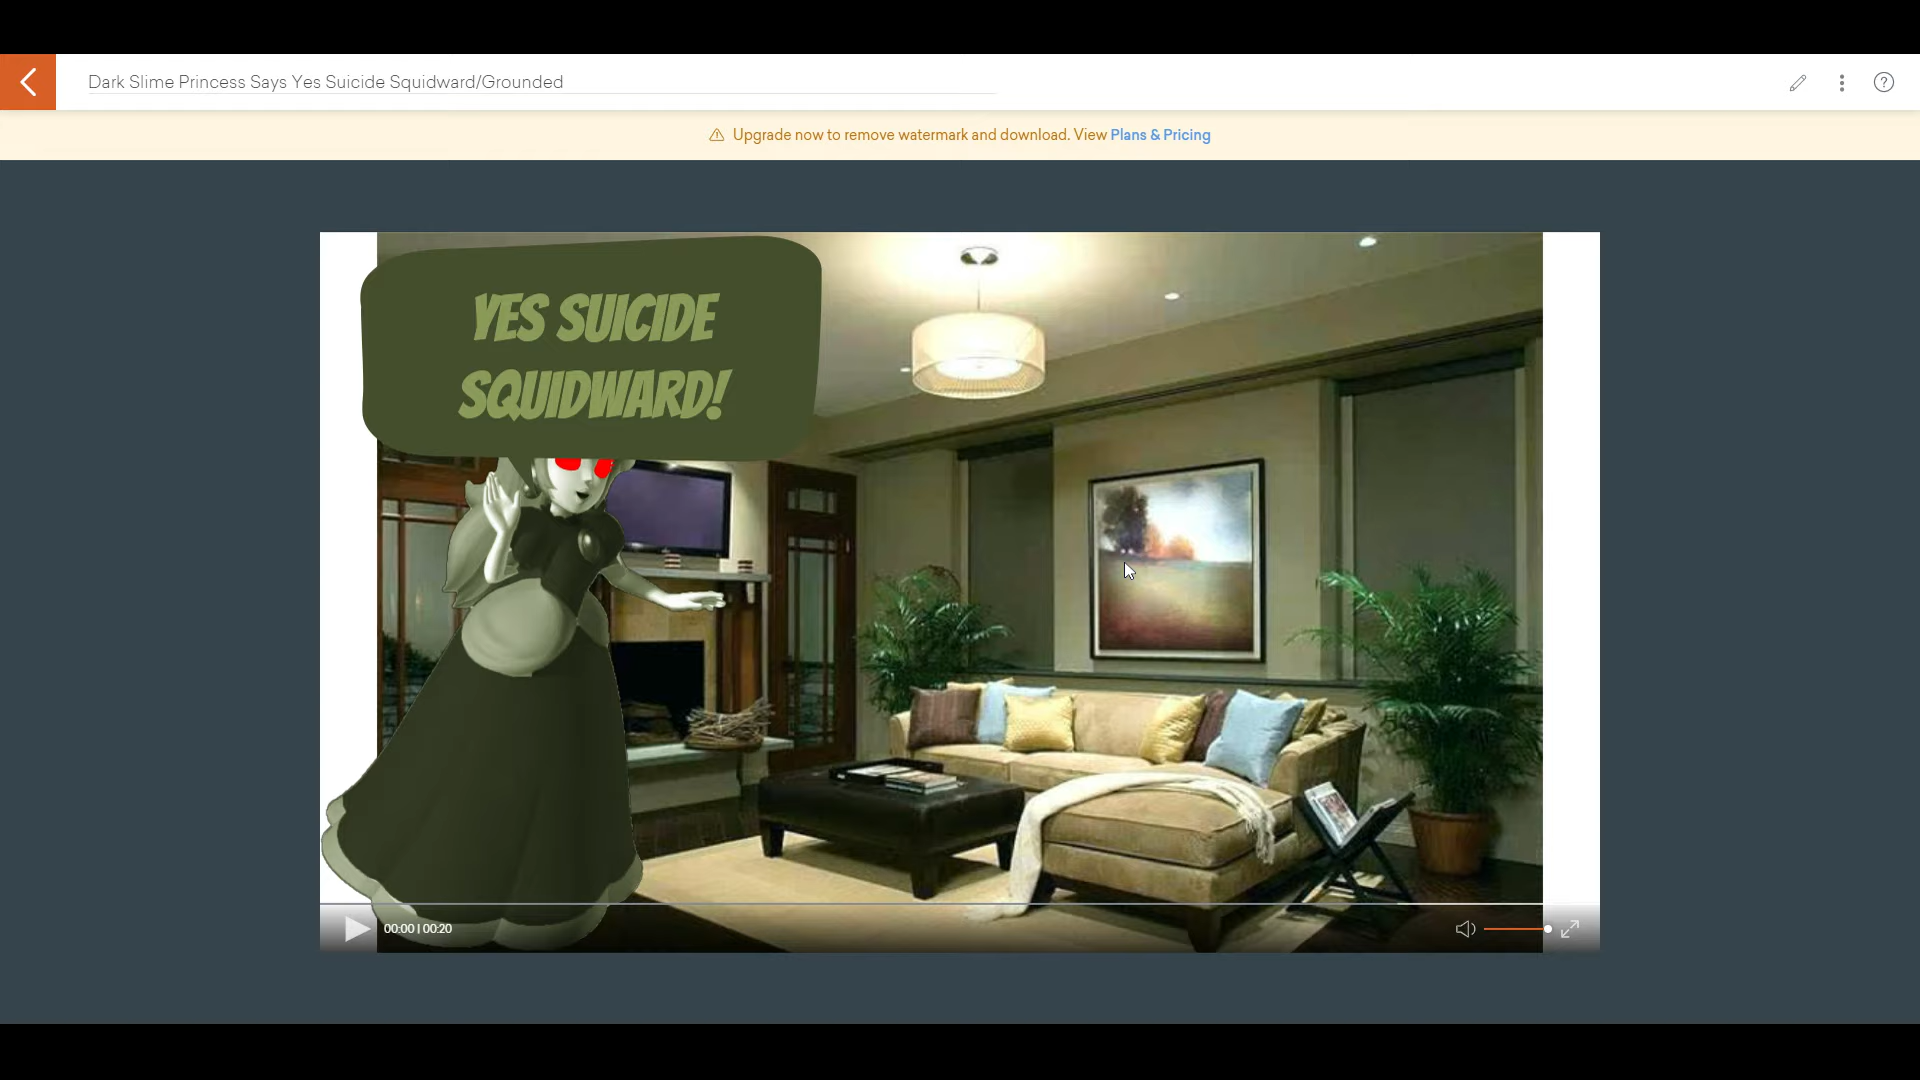 Dark Slime Princess Says Yes Suicide Squidward/Grounded
Upgrade now to remove watermark and download. View Plans & Pricing
YES SUICIDE
SQUIDWARD!
00:00 | 00:20